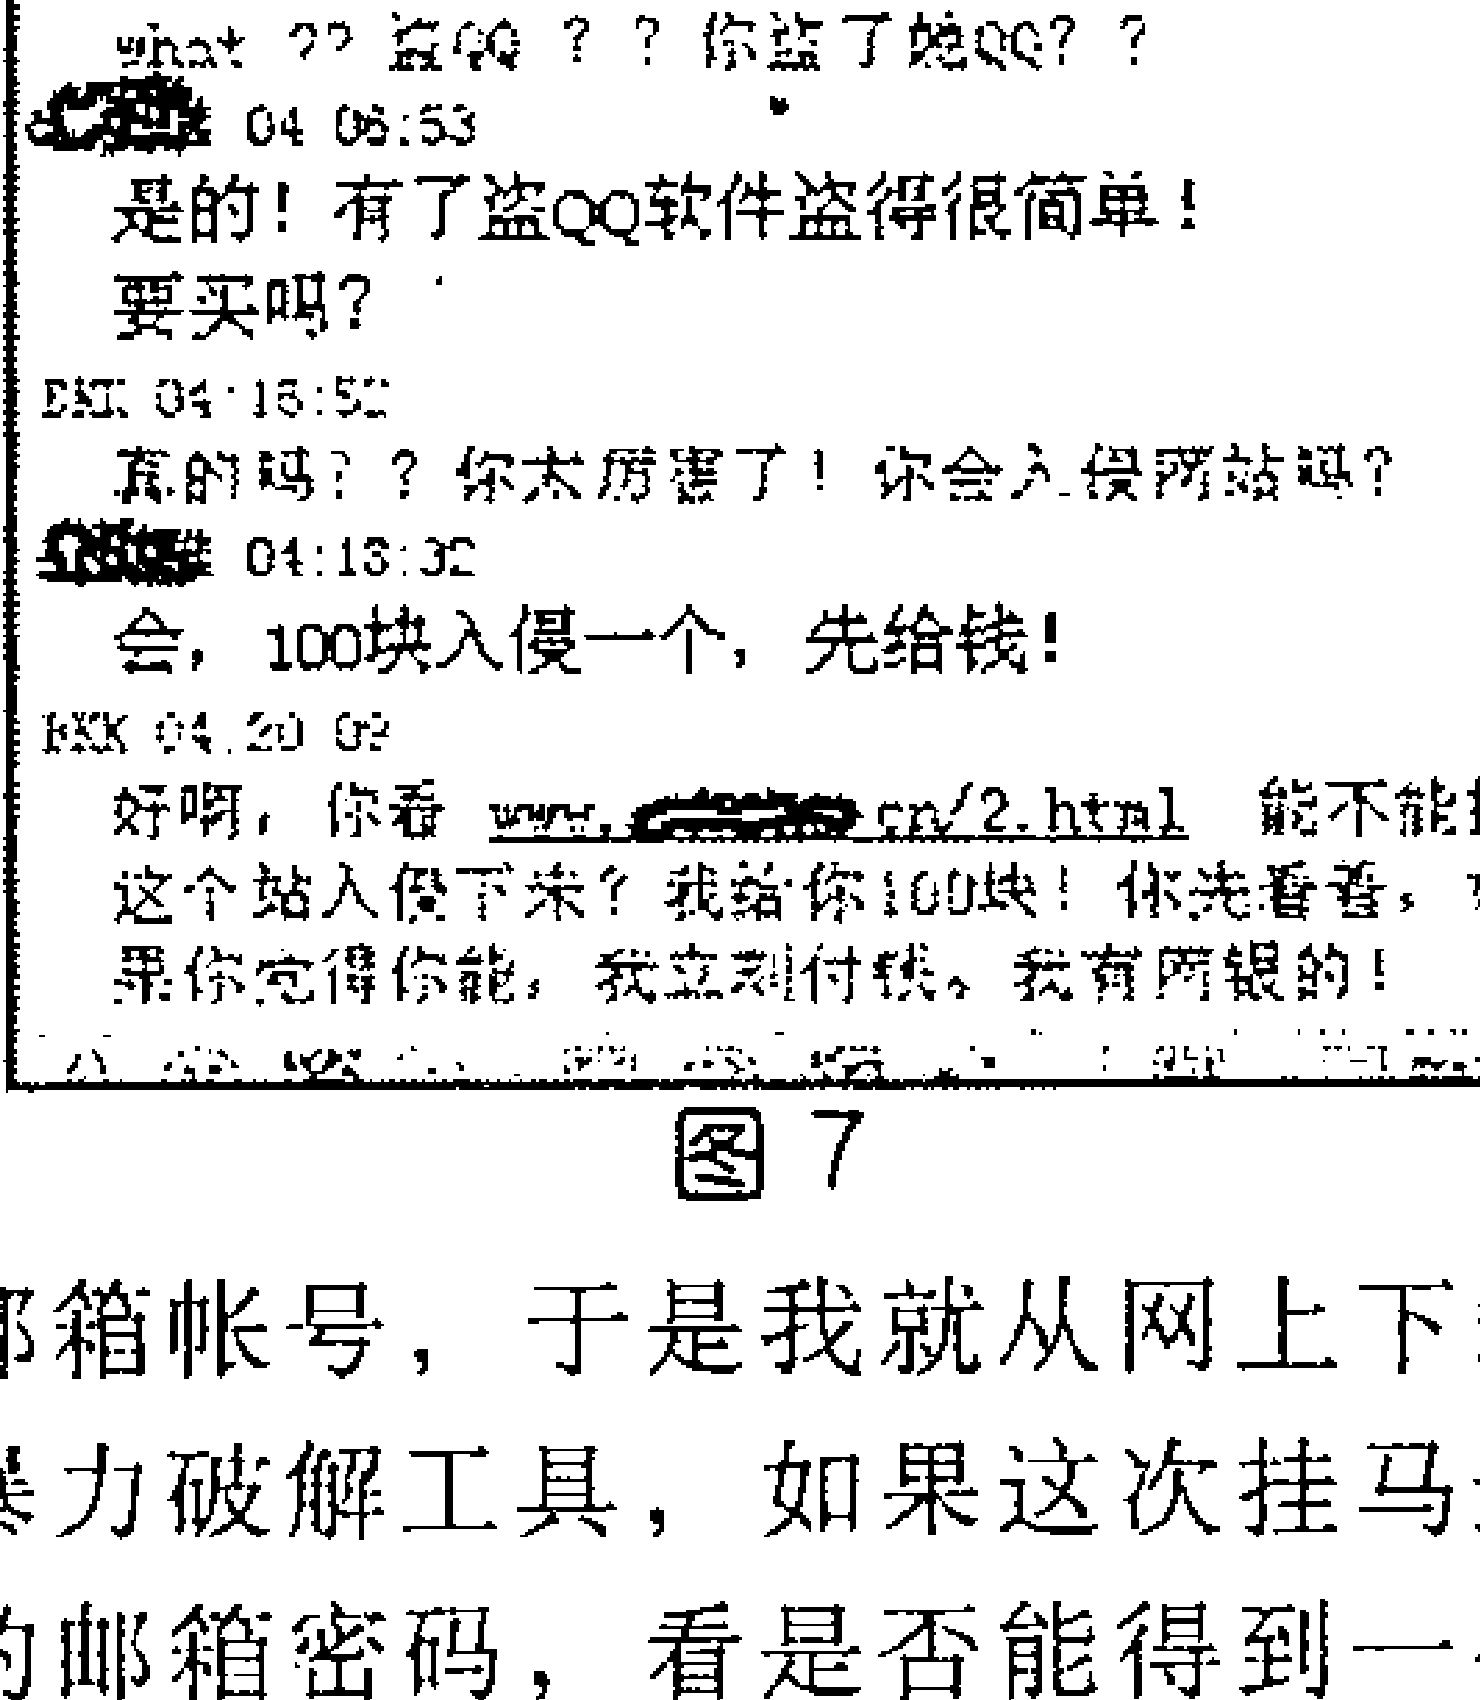 what ?? 盗QQ ？？你盗了她QQ? ？
04 06:53
是的！有了盗QQ软件盗得很简单！
要买吗？
04:16:52
真的吗？？你太厉害了！你会入侵网站吗？
04:18:02
会，100块入侵一个，先给钱！
04:20 09
好啊，你看 www. cn/2.html 能不能
这个站入侵下来？我给你100块！你先看看，
果你觉得你能，我立刻付钱。我有网银的！
图 7
邮箱帐号，于是我就从网上下
暴力破解工具，如果这次挂马
的邮箱密码，看是否能得到一